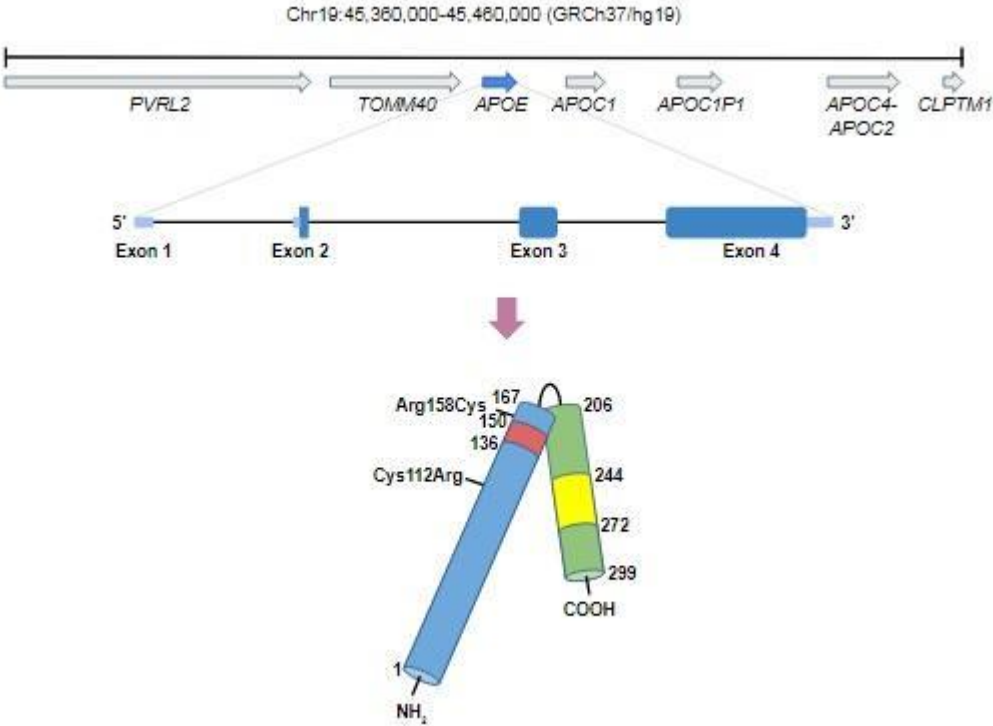 Chr19:45,360,000-45,460,000 (GRCh37/hg19)
PVRL2 TOMM40 APOE APOC1 APOC1P1 APOC4- CLPTM1
APOC2
5' 3'
Exon 1 Exon 2 Exon 3 Exon 4
167
Arg158Cys 206
150
136
Cys112Arg 244
272
299
COOH
1
NH₂